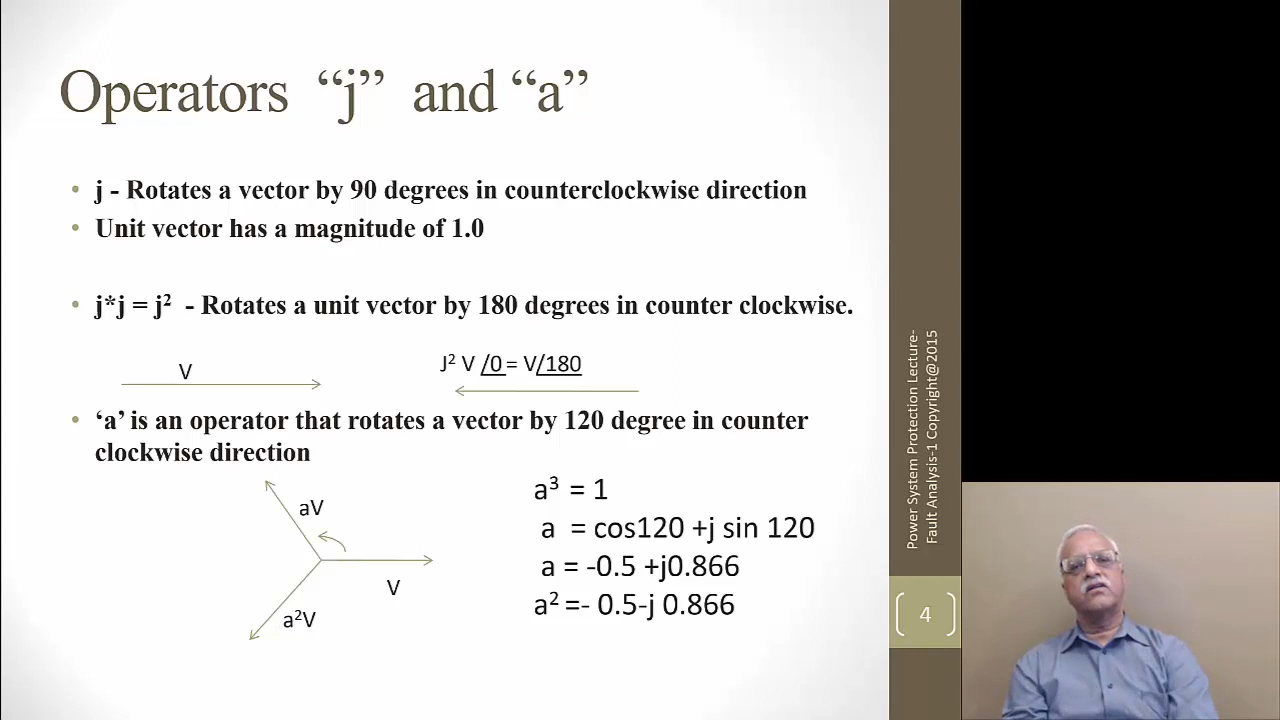 Operators “j” and “a”
• j - Rotates a vector by 90 degrees in counterclockwise direction
• Unit vector has a magnitude of 1.0
• j*j = j² - Rotates a unit vector by 180 degrees in counter clockwise.
V
J² V /0 = V/180
• ‘a’ is an operator that rotates a vector by 120 degree in counter
clockwise direction
aV
V
a²V
a³ = 1
a = cos120 +j sin 120
a = -0.5 +j0.866
a² =- 0.5-j 0.866
Power System Protection Lecture-
Fault Analysis-1 Copyright@2015
4